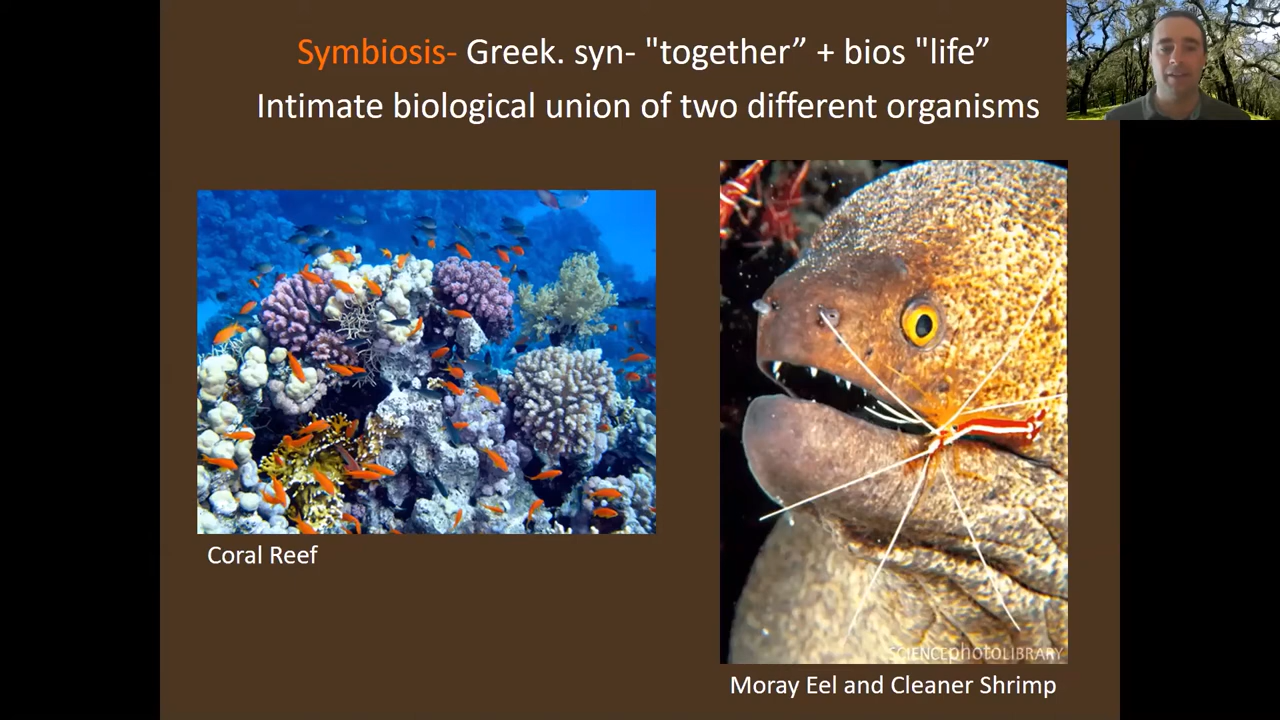 Symbiosis- Greek. syn- "together” + bios "life”
Intimate biological union of two different organisms
Coral Reef
SCIENCEphotoLIBRARY
Moray Eel and Cleaner Shrimp